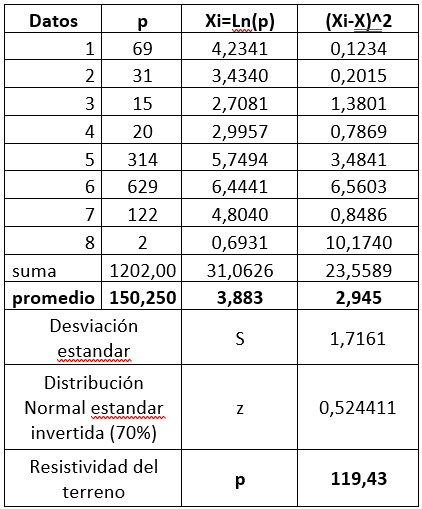 Datos p Xi=Ln(p) (Xi-X)^2
1 69 4,2341 0,1234
2 31 3,4340 0,2015
3 15 2,7081 1,3801
4 20 2,9957 0,7869
5 314 5,7494 3,4841
6 629 6,4441 6,5603
7 122 4,8040 0,8486
8 2 0,6931 10,1740
suma 1202,00 31,0626 23,5589
promedio 150,250 3,883 2,945
Desviación
estandar
S 1,7161
Distribución
Normal estandar
invertida (70%)
z 0,524411
Resistividad del
terreno
p 119,43